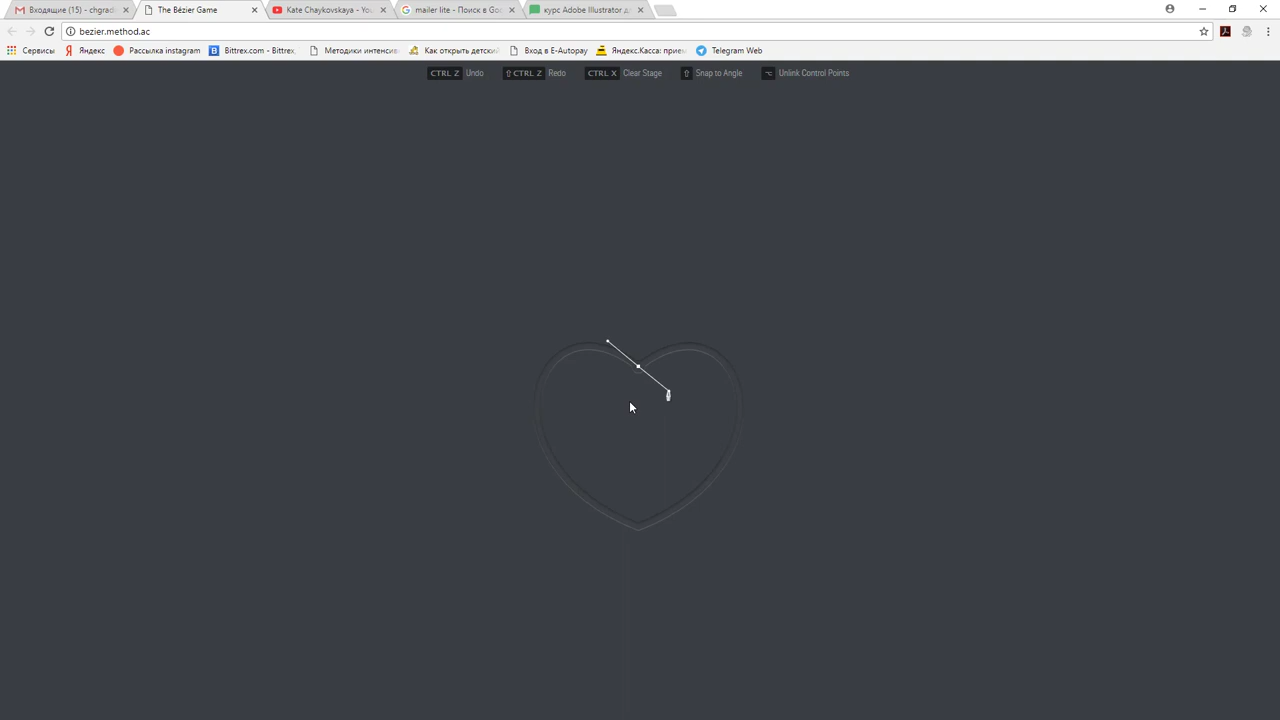 Входящие (15) - chgradi
The Bézier Game
Kate Chaykovskaya - You
mailer lite - Поиск в Goo
курс Adobe Illustrator дл
bezier.method.ac
Сервисы Яндекс Рассылка instagram Bittrex.com - Bittrex, Методики интенсив Как открыть детский Вход в E-Autopay Яндекс.Касса: прием Telegram Web
CTRL Z Undo ⇧CTRL Z Redo CTRL X Clear Stage ⇧ Snap to Angle ⌥ Unlink Control Points